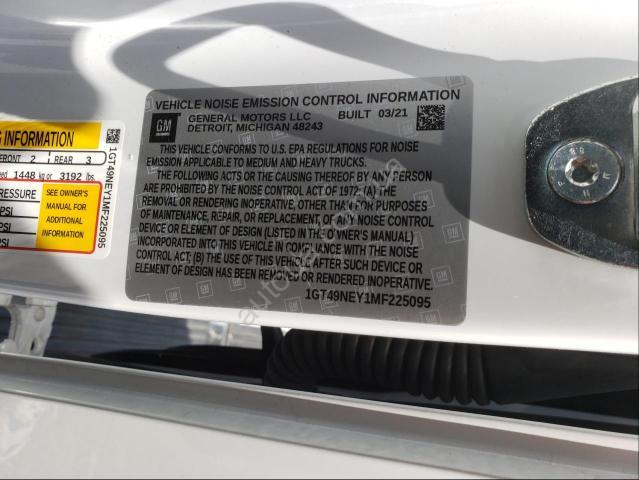 VEHICLE NOISE EMISSION CONTROL INFORMATION
GM
GENERAL MOTORS LLC BUILT 03/21
DETROIT, MICHIGAN 48243
THIS VEHICLE CONFORMS TO U.S. EPA REGULATIONS FOR NOISE
EMISSION APPLICABLE TO MEDIUM AND HEAVY TRUCKS.
THE FOLLOWING ACTS OR THE CAUSING THEREOF BY ANY PERSON
ARE PROHIBITED BY THE NOISE CONTROL ACT OF 1972: (A) THE
REMOVAL OR RENDERING INOPERATIVE, OTHER THAN FOR PURPOSES
OF MAINTENANCE, REPAIR, OR REPLACEMENT, OF ANY NOISE CONTROL
DEVICE OR ELEMENT OF DESIGN (LISTED IN THE OWNER'S MANUAL)
INCORPORATED INTO THIS VEHICLE IN COMPLIANCE WITH THE NOISE CONTROL
ACT, (B) THE USE OF THIS VEHICLE AFTER SUCH DEVICE OR
ELEMENT OF DESIGN HAS BEEN REMOVED OR RENDERED INOPERATIVE.
1GT49NEY1MF225095
G INFORMATION
FRONT 2 REAR 3
1448 kg or 3192 lbs.
PRESSURE
PSI
PSI
PSI
SEE OWNER'S
MANUAL FOR
ADDITIONAL
INFORMATION
1GT49NEY1MF225095